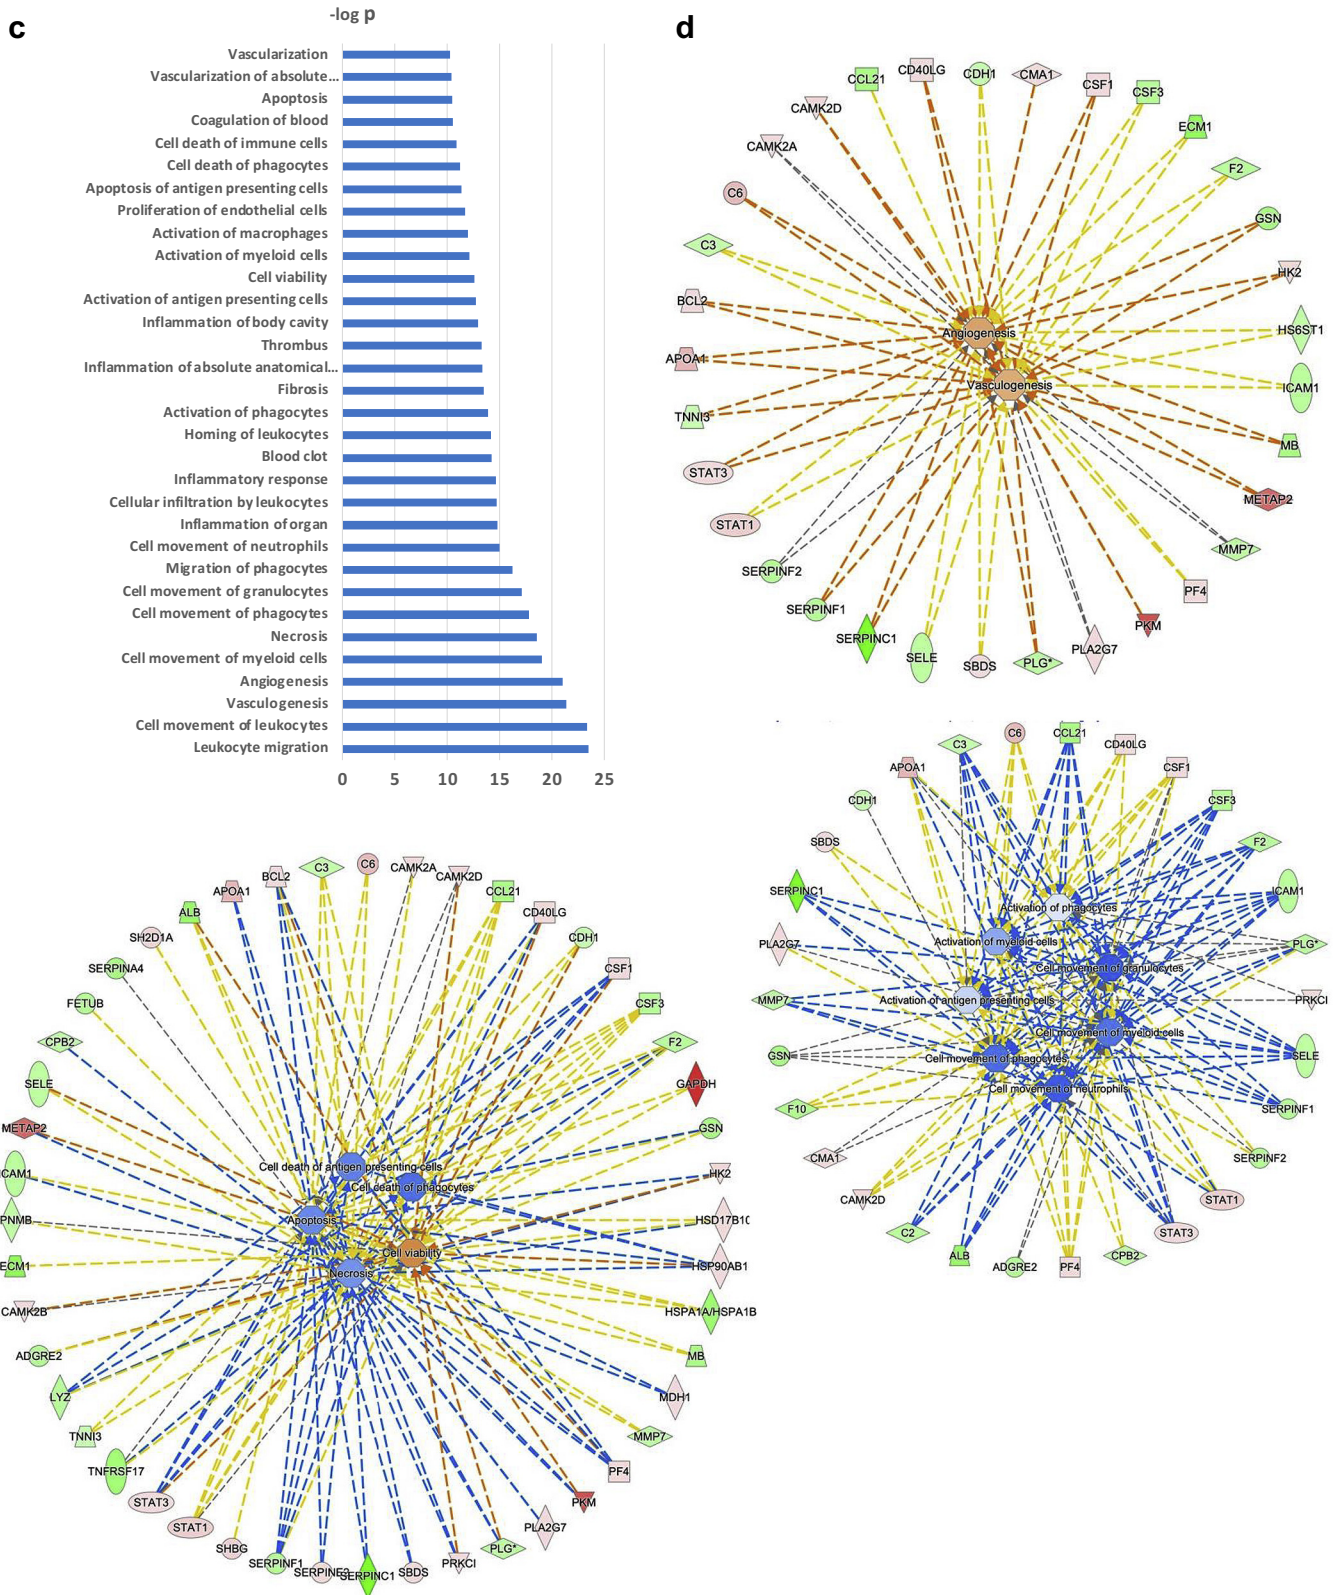 c
-log p
Vascularization
Vascularization of absolute...
Apoptosis
Coagulation of blood
Cell death of immune cells
Cell death of phagocytes
Apoptosis of antigen presenting cells
Proliferation of endothelial cells
Activation of macrophages
Activation of myeloid cells
Cell viability
Activation of antigen presenting cells
Inflammation of body cavity
Thrombus
Inflammation of absolute anatomical...
Fibrosis
Activation of phagocytes
Homing of leukocytes
Blood clot
Inflammatory response
Cellular infiltration by leukocytes
Inflammation of organ
Cell movement of neutrophils
Migration of phagocytes
Cell movement of granulocytes
Cell movement of phagocytes
Necrosis
Cell movement of myeloid cells
Angiogenesis
Vasculogenesis
Cell movement of leukocytes
Leukocyte migration
0 5 10 15 20 25
d
CCL21
CD40LG
CDH1
CMA1
CSF1
CSF3
ECM1
F2
GSN
HK2
HS6ST1
ICAM1
MB
METAP2
MMP7
PF4
PKM
PLA2G7
PLG*
SBDS
SELE
SERPINC1
SERPINF1
SERPINF2
STAT1
STAT3
TNNI3
APOA1
BCL2
C3
C6
CAMK2A
CAMK2D
Angiogenesis
Vasculogenesis
C3
C6
CCL21
CD40LG
CSF1
CSF3
F2
ICAM1
PLG*
PRKCI
SELE
SERPINF1
SERPINF2
STAT1
STAT3
CPB2
PF4
ADGRE2
ALB
C2
CAMK2D
CMA1
F10
GSN
MMP7
PLA2G7
SERPINC1
SBDS
CDH1
APOA1
Activation of phagocytes
Activation of myeloid cells
Cell movement of granulocytes
Activation of antigen presenting cells
Cell movement of myeloid cells
Cell movement of phagocytes
Cell movement of neutrophils
C3
C6
CAMK2A
CAMK2D
CCL21
CD40LG
CDH1
CSF1
CSF3
F2
GAPDH
GSN
HK2
HSD17B10
HSP90AB1
HSPA1A/HSPA1B
MB
MDH1
MMP7
PF4
PKM
PLA2G7
PLG*
PRKCI
SBDS
SERPINC1
SERPINE2
SERPINF1
SHBG
STAT1
STAT3
TNFRSF17
TNNI3
LYZ
ADGRE2
CAMK2B
ECM1
PNMB
CAM1
METAP2
SELE
CPB2
FETUB
SERPINA4
SH2D1A
ALB
APOA1
BCL2
Cell death of antigen presenting cells
Cell death of phagocytes
Apoptosis
Cell viability
Necrosis